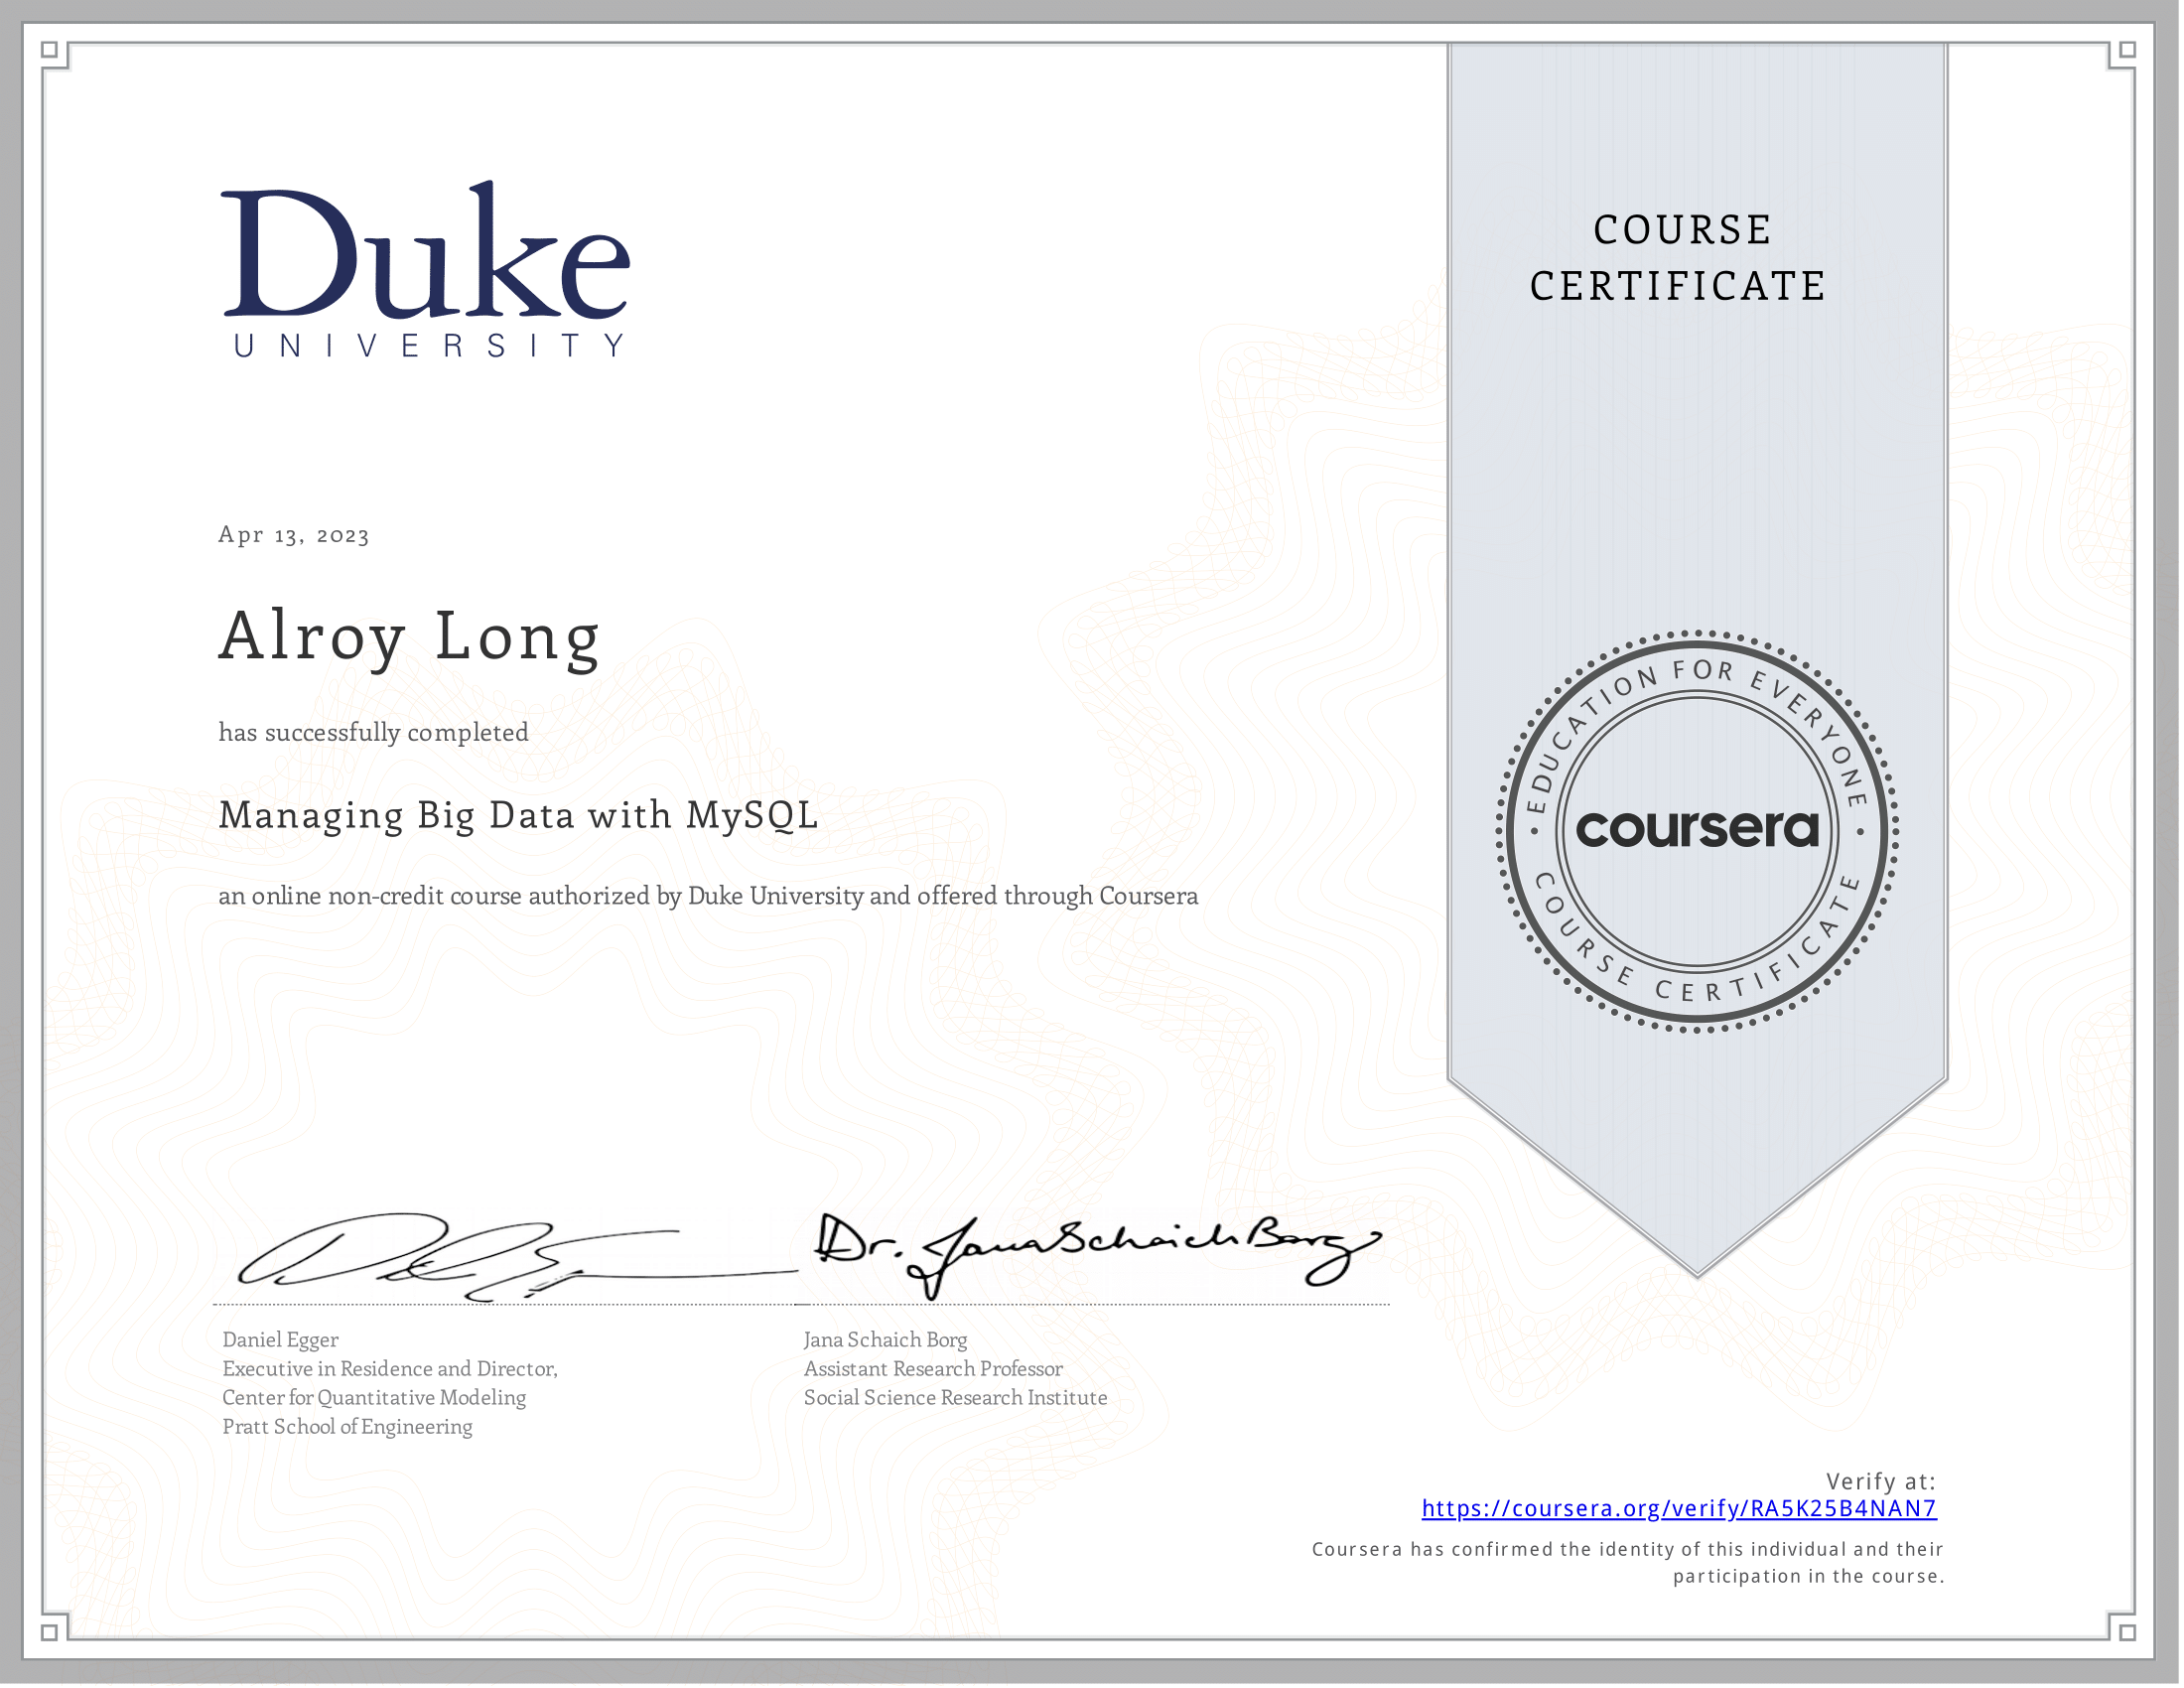 Duke
UNIVERSITY
COURSE
CERTIFICATE
Apr 13, 2023
Alroy Long
has successfully completed
Managing Big Data with MySQL
an online non-credit course authorized by Duke University and offered through Coursera
EDUCATION FOR EVERYONE
coursera
COURSE CERTIFICATE
Dr. Jana Schaich Borg
Daniel Egger
Executive in Residence and Director,
Center for Quantitative Modeling
Pratt School of Engineering
Jana Schaich Borg
Assistant Research Professor
Social Science Research Institute
Verify at:
https://coursera.org/verify/RA5K25B4NAN7
Coursera has confirmed the identity of this individual and their
participation in the course.